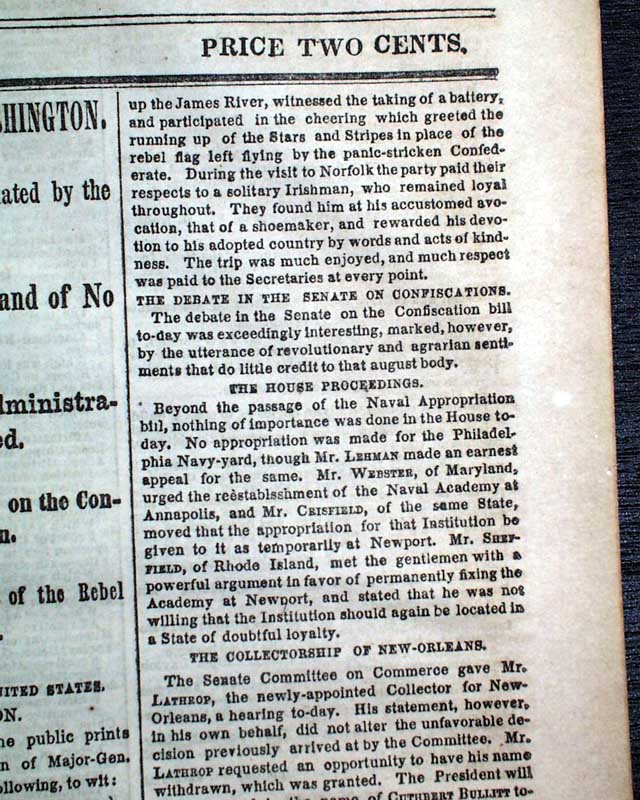 PRICE TWO CENTS.
SHINGTON.
ated by the
and of No
dministra-
ed.
on the Con-
n.
of the Rebel
UNITED STATES.
ON.
he public prints
n of Major-Gen.
ollowing, to wit:
up the James River, witnessed the taking of a battery,
and participated in the cheering which greeted the
running up of the Stars and Stripes in place of the
rebel flag left flying by the panic-stricken Confed-
erate. During the visit to Norfolk the party paid their
respects to a solitary Irishman, who remained loyal
throughout. They found him at his accustomed avo-
cation, that of a shoemaker, and rewarded his devo-
tion to his adopted country by words and acts of kind-
ness. The trip was much enjoyed, and much respect
was paid to the Secretaries at every point.
THE DEBATE IN THE SENATE ON CONFISCATIONS.
The debate in the Senate on the Confiscation bill
to-day was exceedingly interesting, marked, however,
by the utterance of revolutionary and agrarian senti-
ments that do little credit to that august body.
THE HOUSE PROCEEDINGS.
Beyond the passage of the Naval Appropriation
bill, nothing of importance was done in the House to-
day. No appropriation was made for the Philadel-
phia Navy-yard, though Mr. LEHMAN made an earnest
appeal for the same. Mr. WEBSTER, of Maryland,
urged the reëstablisshment of the Naval Academy at
Annapolis, and Mr. CRISFIELD, of the same State,
moved that the appropriation for that Institution be
given to it as temporarily at Newport. Mr. SHEF-
FIELD, of Rhode Island, met the gentlemen with a
powerful argument in favor of permanently fixing the
Academy at Newport, and stated that he was not
willing that the Institution should again be located in
a State of doubtful loyalty.
THE COLLECTORSHIP OF NEW-ORLEANS.
The Senate Committee on Commerce gave Mr.
LATHROP, the newly-appointed Collector for New-
Orleans, a hearing to-day. His statement, however,
in his own behalf, did not alter the unfavorable de-
cision previously arrived at by the Committee. Mr.
LATHROP requested an opportunity to have his name
withdrawn, which was granted. The President will
the name of CUTHBERT BULLITT to-